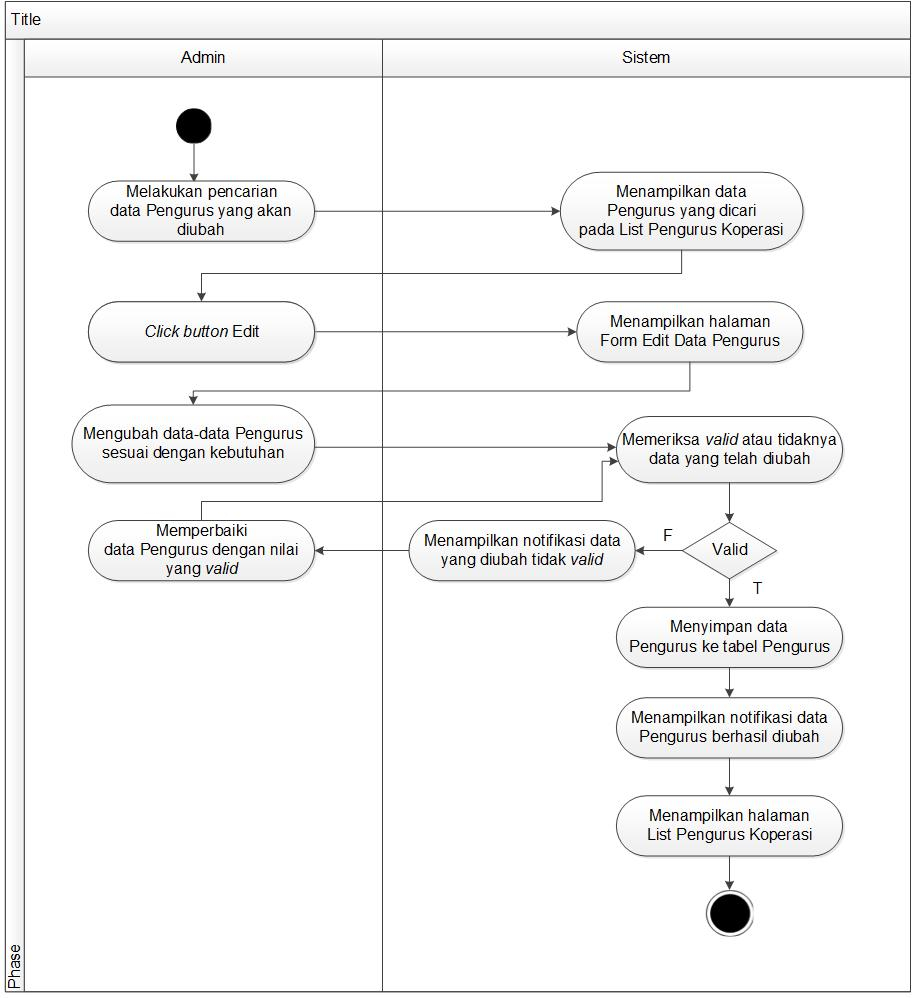 Title
Admin
Sistem
Melakukan pencarian
data Pengurus yang akan
diubah
Menampilkan data
Pengurus yang dicari
pada List Pengurus Koperasi
Click button Edit
Menampilkan halaman
Form Edit Data Pengurus
Mengubah data-data Pengurus
sesuai dengan kebutuhan
Memeriksa valid atau tidaknya
data yang telah diubah
Memperbaiki
data Pengurus dengan nilai
yang valid
Menampilkan notifikasi data
yang diubah tidak valid
F
Valid
T
Menyimpan data
Pengurus ke tabel Pengurus
Menampilkan notifikasi data
Pengurus berhasil diubah
Menampilkan halaman
List Pengurus Koperasi
Phase